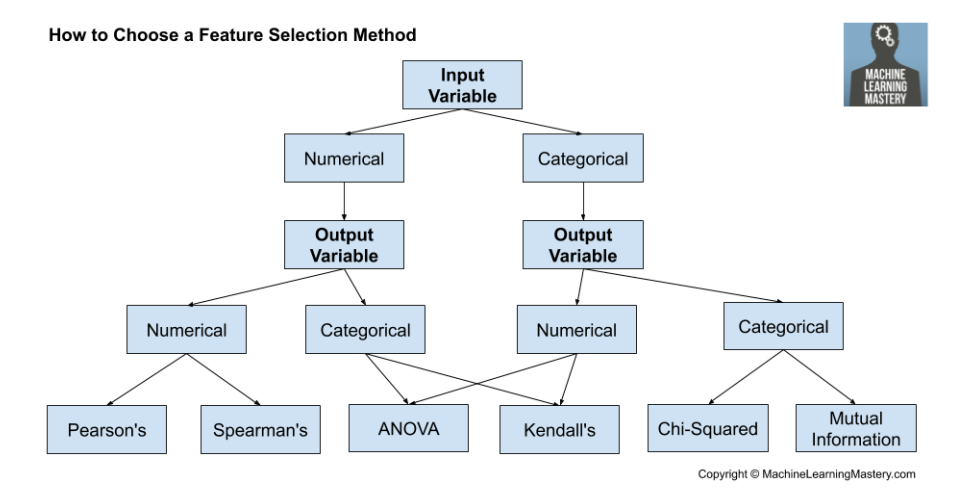 How to Choose a Feature Selection Method
MACHINE
LEARNING
MASTERY
Input
Variable
Numerical
Categorical
Output
Variable
Output
Variable
Numerical
Categorical
Numerical
Categorical
Pearson's
Spearman's
ANOVA
Kendall's
Chi-Squared
Mutual
Information
Copyright © MachineLearningMastery.com